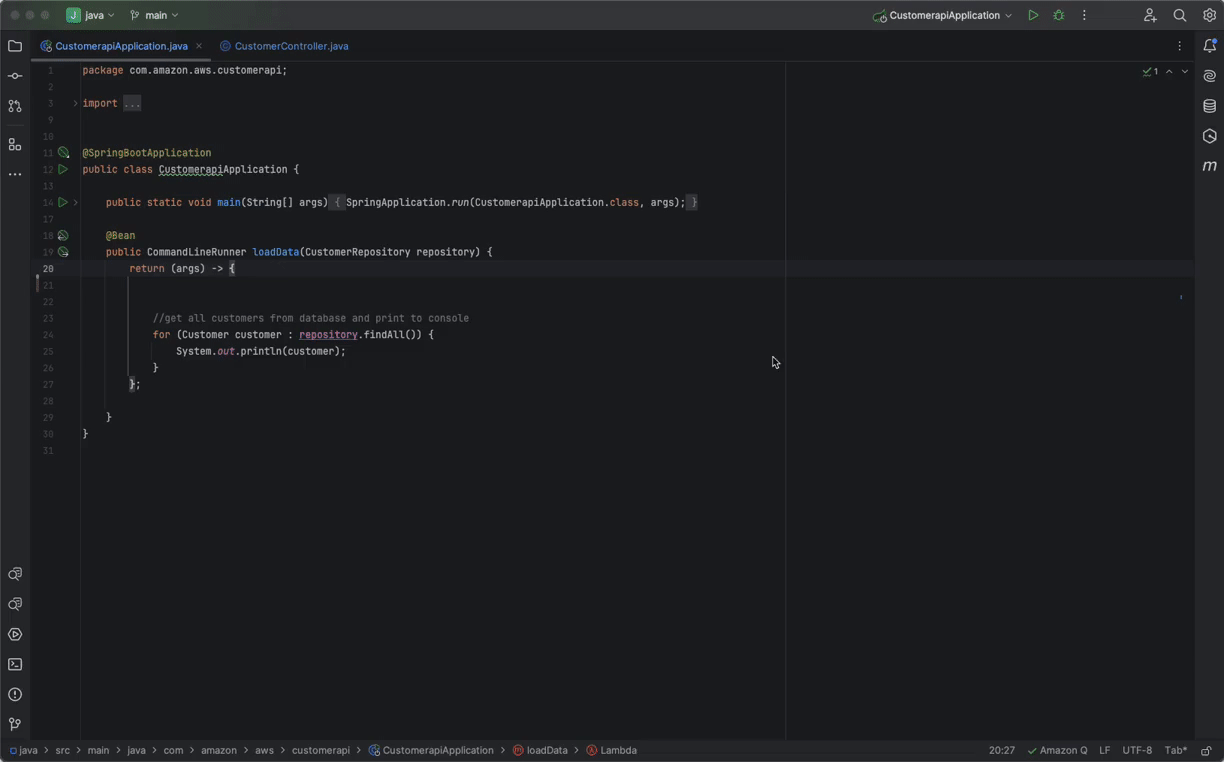 J java main CustomerapiApplication
CustomerapiApplication.java CustomerController.java
1 package com.amazon.aws.customerapi; 1
2
3 import ...
9
10
11 @SpringBootApplication
12 public class CustomerapiApplication {
13
14 public static void main(String[] args) { SpringApplication.run(CustomerapiApplication.class, args); }
17
18 @Bean
19 public CommandLineRunner loadData(CustomerRepository repository) {
20 return (args) -> {
21
22
23 //get all customers from database and print to console
24 for (Customer customer : repository.findAll()) {
25 System.out.println(customer);
26 }
27 };
28
29 }
30 }
31
java > src > main > java > com > amazon > aws > customerapi > CustomerapiApplication > loadData > Lambda 20:27 Amazon Q LF UTF-8 Tab*